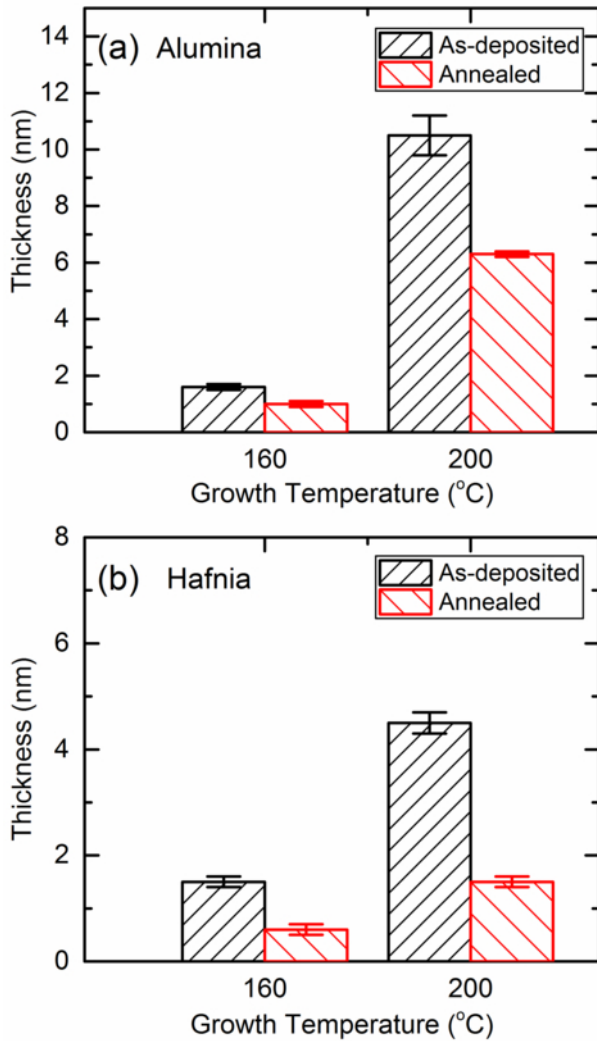 (a) Alumina
As-deposited
Annealed
14
12
10
8
6
4
2
0
Thickness (nm)
160
200
Growth Temperature (°C)
(b) Hafnia
As-deposited
Annealed
8
6
4
2
0
Thickness (nm)
160
200
Growth Temperature (°C)